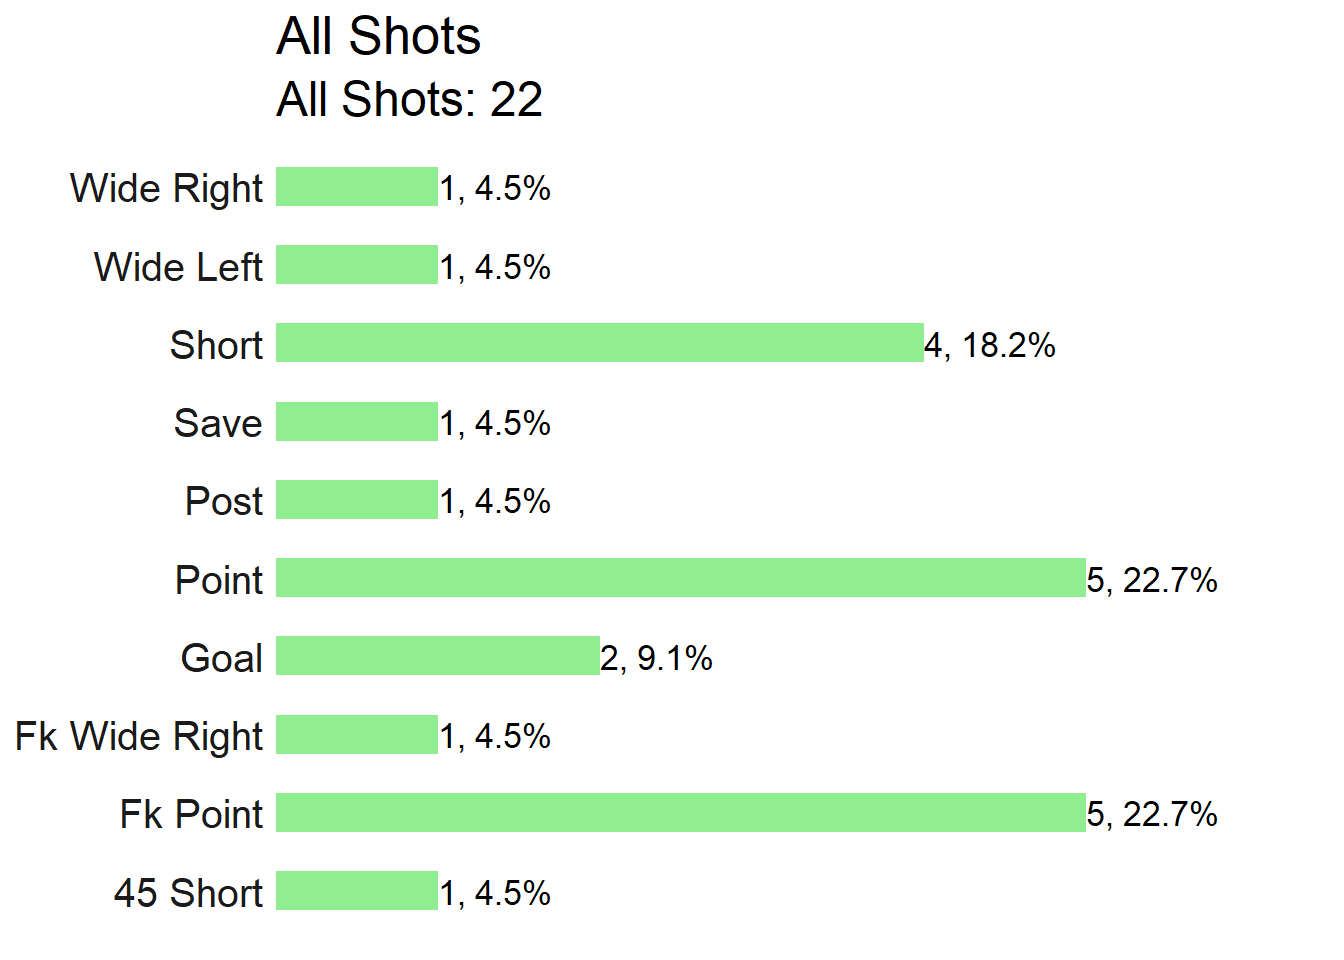 All Shots
All Shots: 22
Wide Right 1, 4.5%
Wide Left 1, 4.5%
Short 4, 18.2%
Save 1, 4.5%
Post 1, 4.5%
Point 5, 22.7%
Goal 2, 9.1%
Fk Wide Right 1, 4.5%
Fk Point 5, 22.7%
45 Short 1, 4.5%